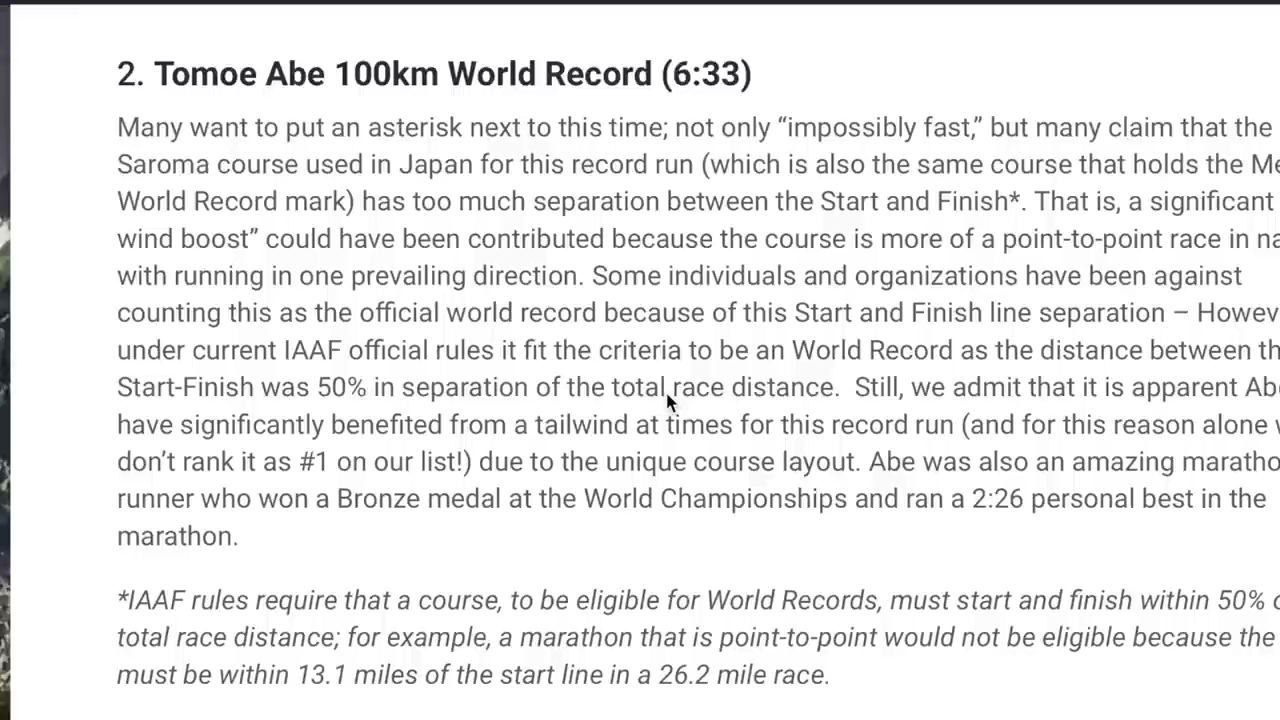 2. Tomoe Abe 100km World Record (6:33)
Many want to put an asterisk next to this time; not only “impossibly fast,” but many claim that the
Saroma course used in Japan for this record run (which is also the same course that holds the
World Record mark) has too much separation between the Start and Finish*. That is, a significant
wind boost” could have been contributed because the course is more of a point-to-point race in
with running in one prevailing direction. Some individuals and organizations have been against
counting this as the official world record because of this Start and Finish line separation –
under current IAAF official rules it fit the criteria to be an World Record as the distance between
Start-Finish was 50% in separation of the total race distance.  Still, we admit that it is apparent
have significantly benefited from a tailwind at times for this record run (and for this reason alone
don’t rank it as #1 on our list!) due to the unique course layout. Abe was also an amazing
runner who won a Bronze medal at the World Championships and ran a 2:26 personal best in the
marathon.
*IAAF rules require that a course, to be eligible for World Records, must start and finish within 50%
total race distance; for example, a marathon that is point-to-point would not be eligible because the
must be within 13.1 miles of the start line in a 26.2 mile race.